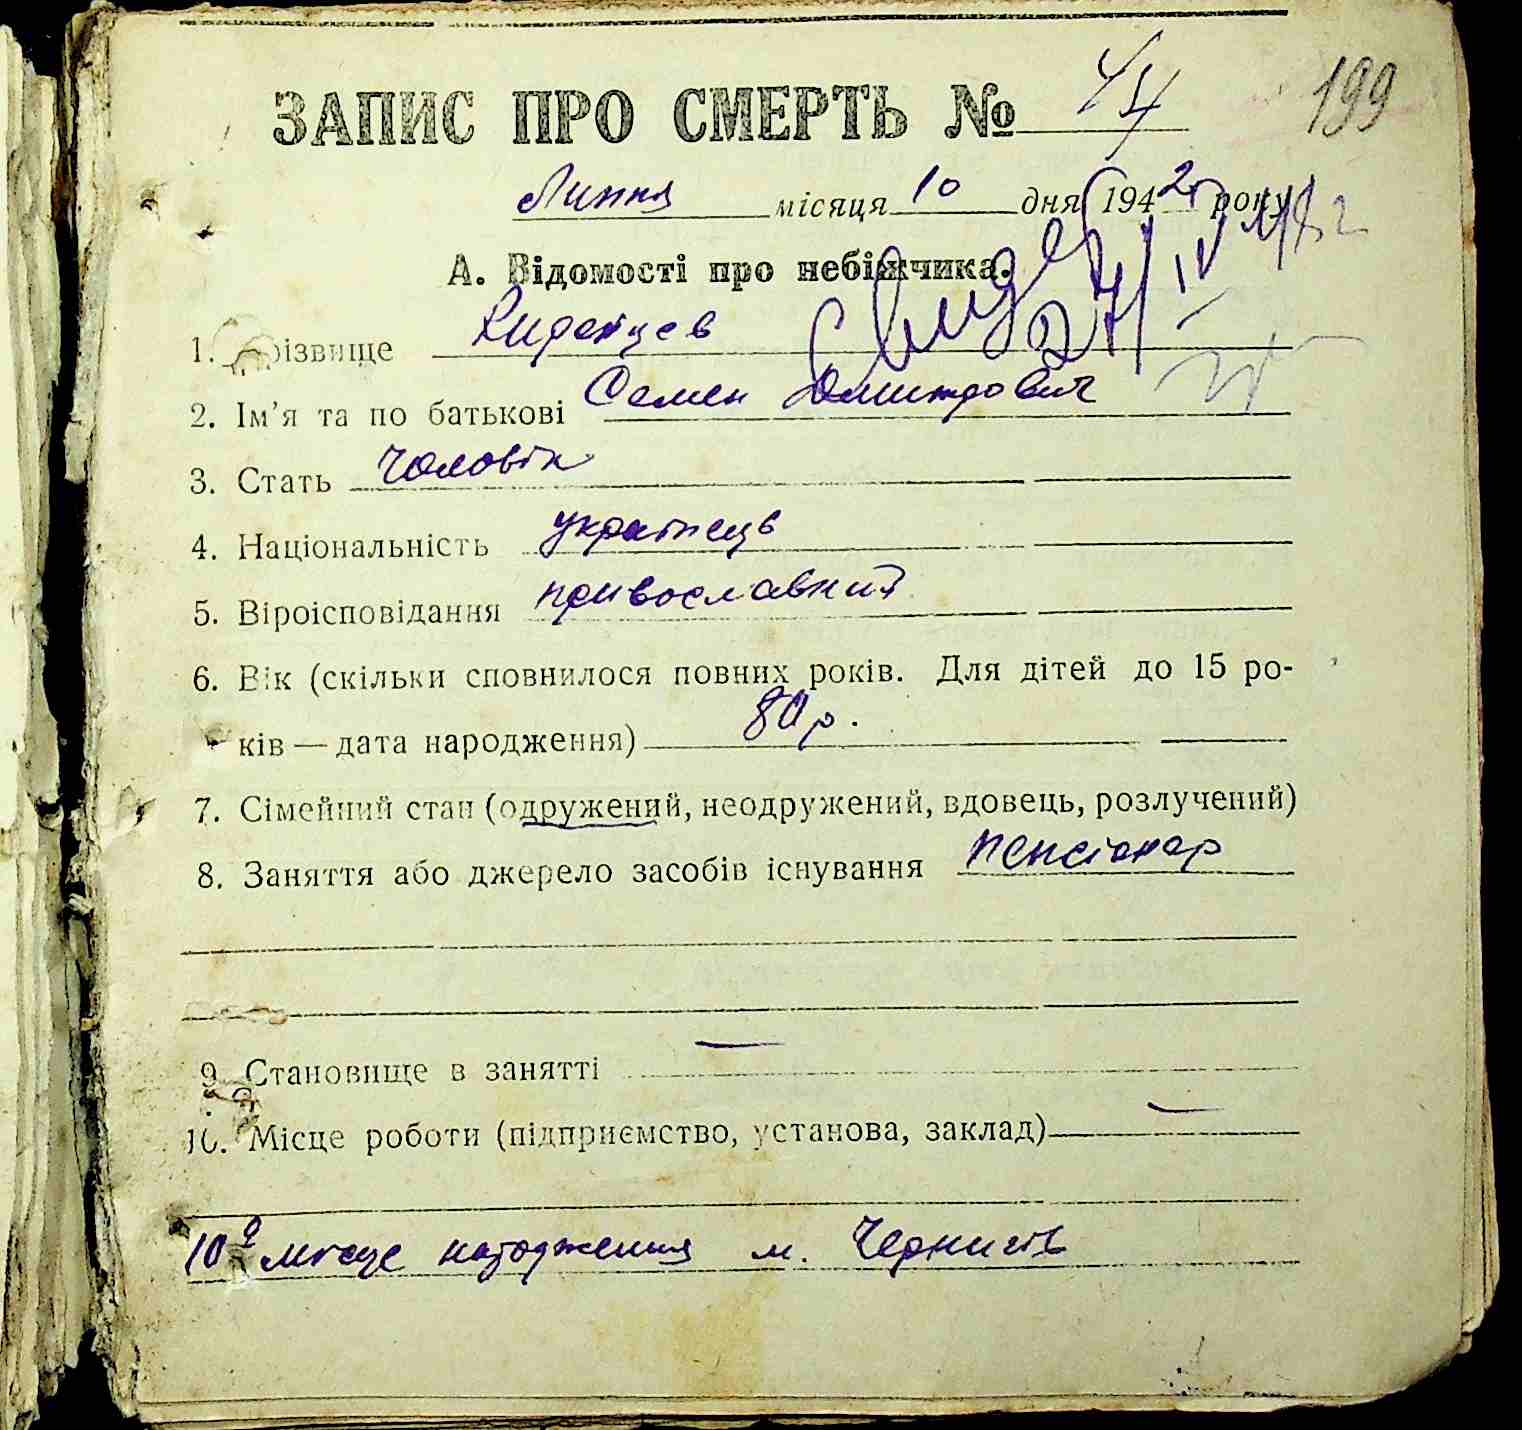 199
ЗАПИС ПРО СМЕРТЬ № 44
Липня місяця 10 дня 1942 року
А. Відомості про небіжчика.
1. Прізвище
2. Ім'я та по батькові Семен Дмитрович
3. Стать чоловік
4. Національність українець
5. Віроісповідання православний
6. Вік (скільки сповнилося повних років. Для дітей до 15 ро-
ків — дата народження) 80 р.
7. Сімейний стан (одружений, неодружений, вдовець, розлучений)
8. Заняття або джерело засобів існування пенсіонер
9. Становище в занятті —
10. Місце роботи (підприємство, установа, заклад) —
10а місце народження м. Чернигів